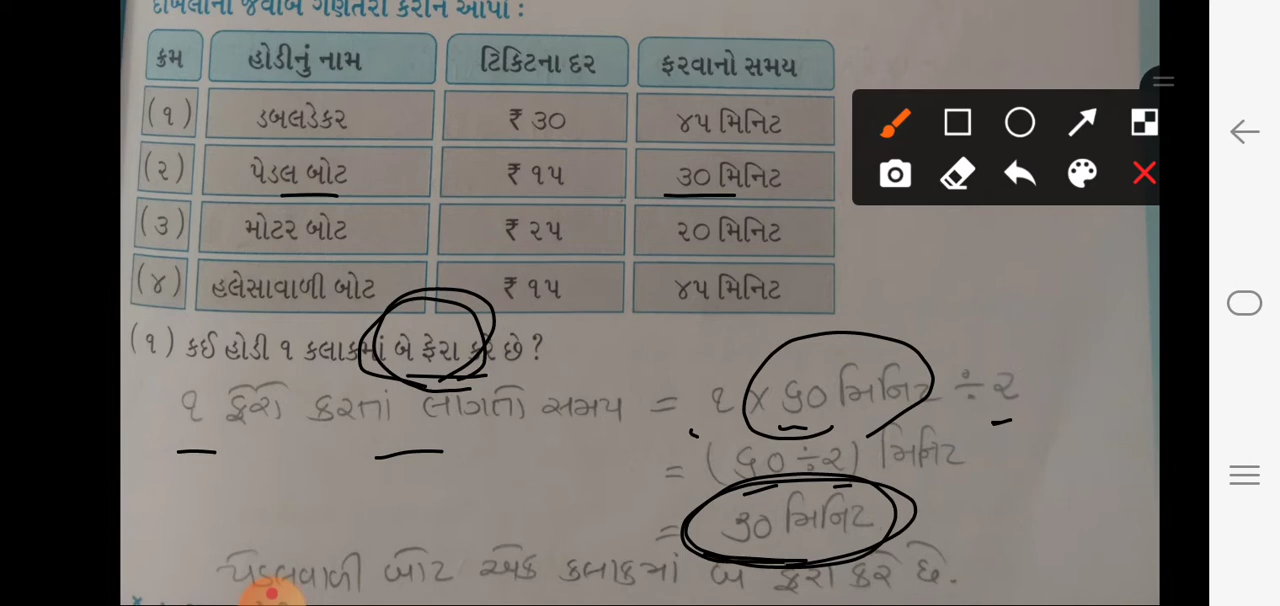 દાખલાના જવાબ ગણતરી કરીને આપો :
ક્રમ હોડીનું નામ ટિકિટના દર ફરવાનો સમય
(૧) ડબલડેકર ₹ ૩૦ ૪૫ મિનિટ
(૨) પેડલ બોટ ₹ ૧૫ ૩૦ મિનિટ
(૩) મોટર બોટ ₹ ૨૫ ૨૦ મિનિટ
(૪) હલેસાવાળી બોટ ₹ ૧૫ ૪૫ મિનિટ
(૧) કઈ હોડી ૧ કલાકમાં બે ફેરા કરે છે ?
૧ ફેરો કરતાં લાગતો સમય = ૧ × ૬૦ મિનિટ ÷ ૨
= (૬૦ ÷ ૨) મિનિટ
= ૩૦ મિનિટ
પેડલવાળી બોટ એક કલાકમાં બે ફેરા કરે છે.